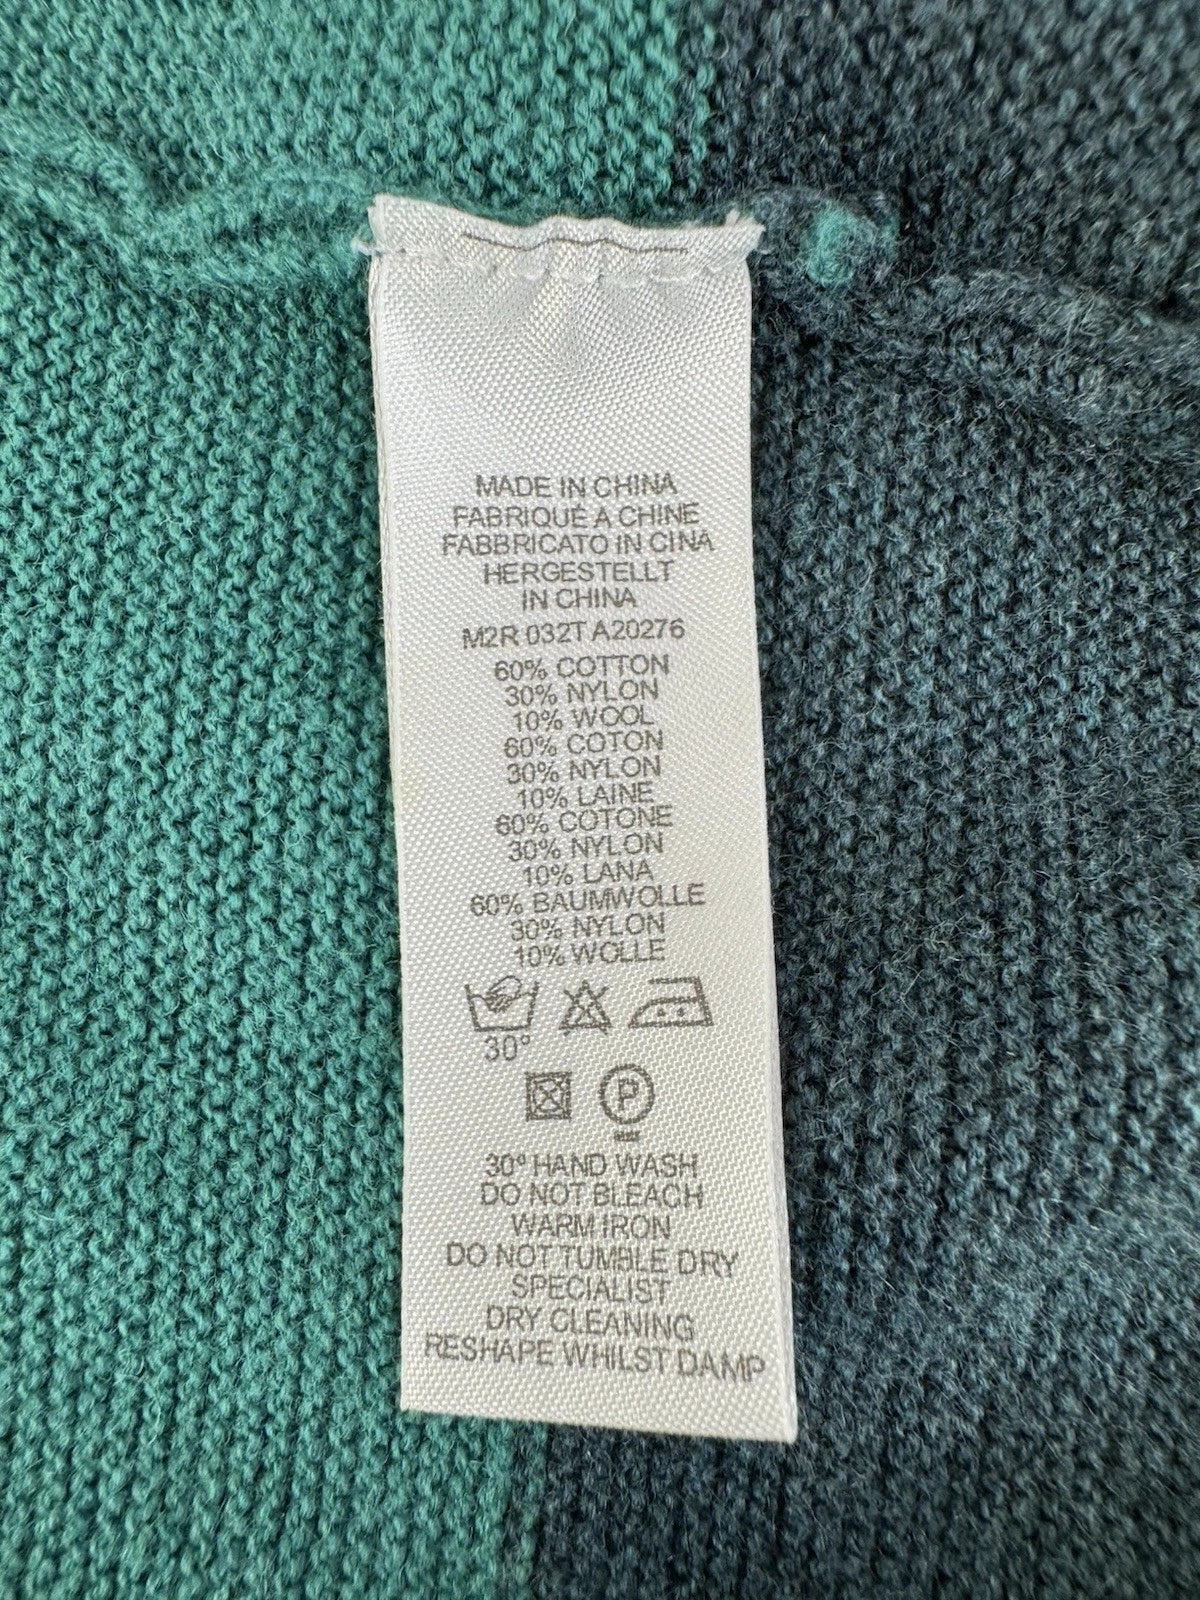 MADE IN CHINA
FABRIQUÉ A CHINE
FABBRICATO IN CINA
HERGESTELLT
IN CHINA
M2R 032T A20276
60% COTTON
30% NYLON
10% WOOL
60% COTON
30% NYLON
10% LAINE
60% COTONE
30% NYLON
10% LANA
60% BAUMWOLLE
30% NYLON
10% WOLLE
30°
P
30° HAND WASH
DO NOT BLEACH
WARM IRON
DO NOT TUMBLE DRY
SPECIALIST
DRY CLEANING
RESHAPE WHILST DAMP